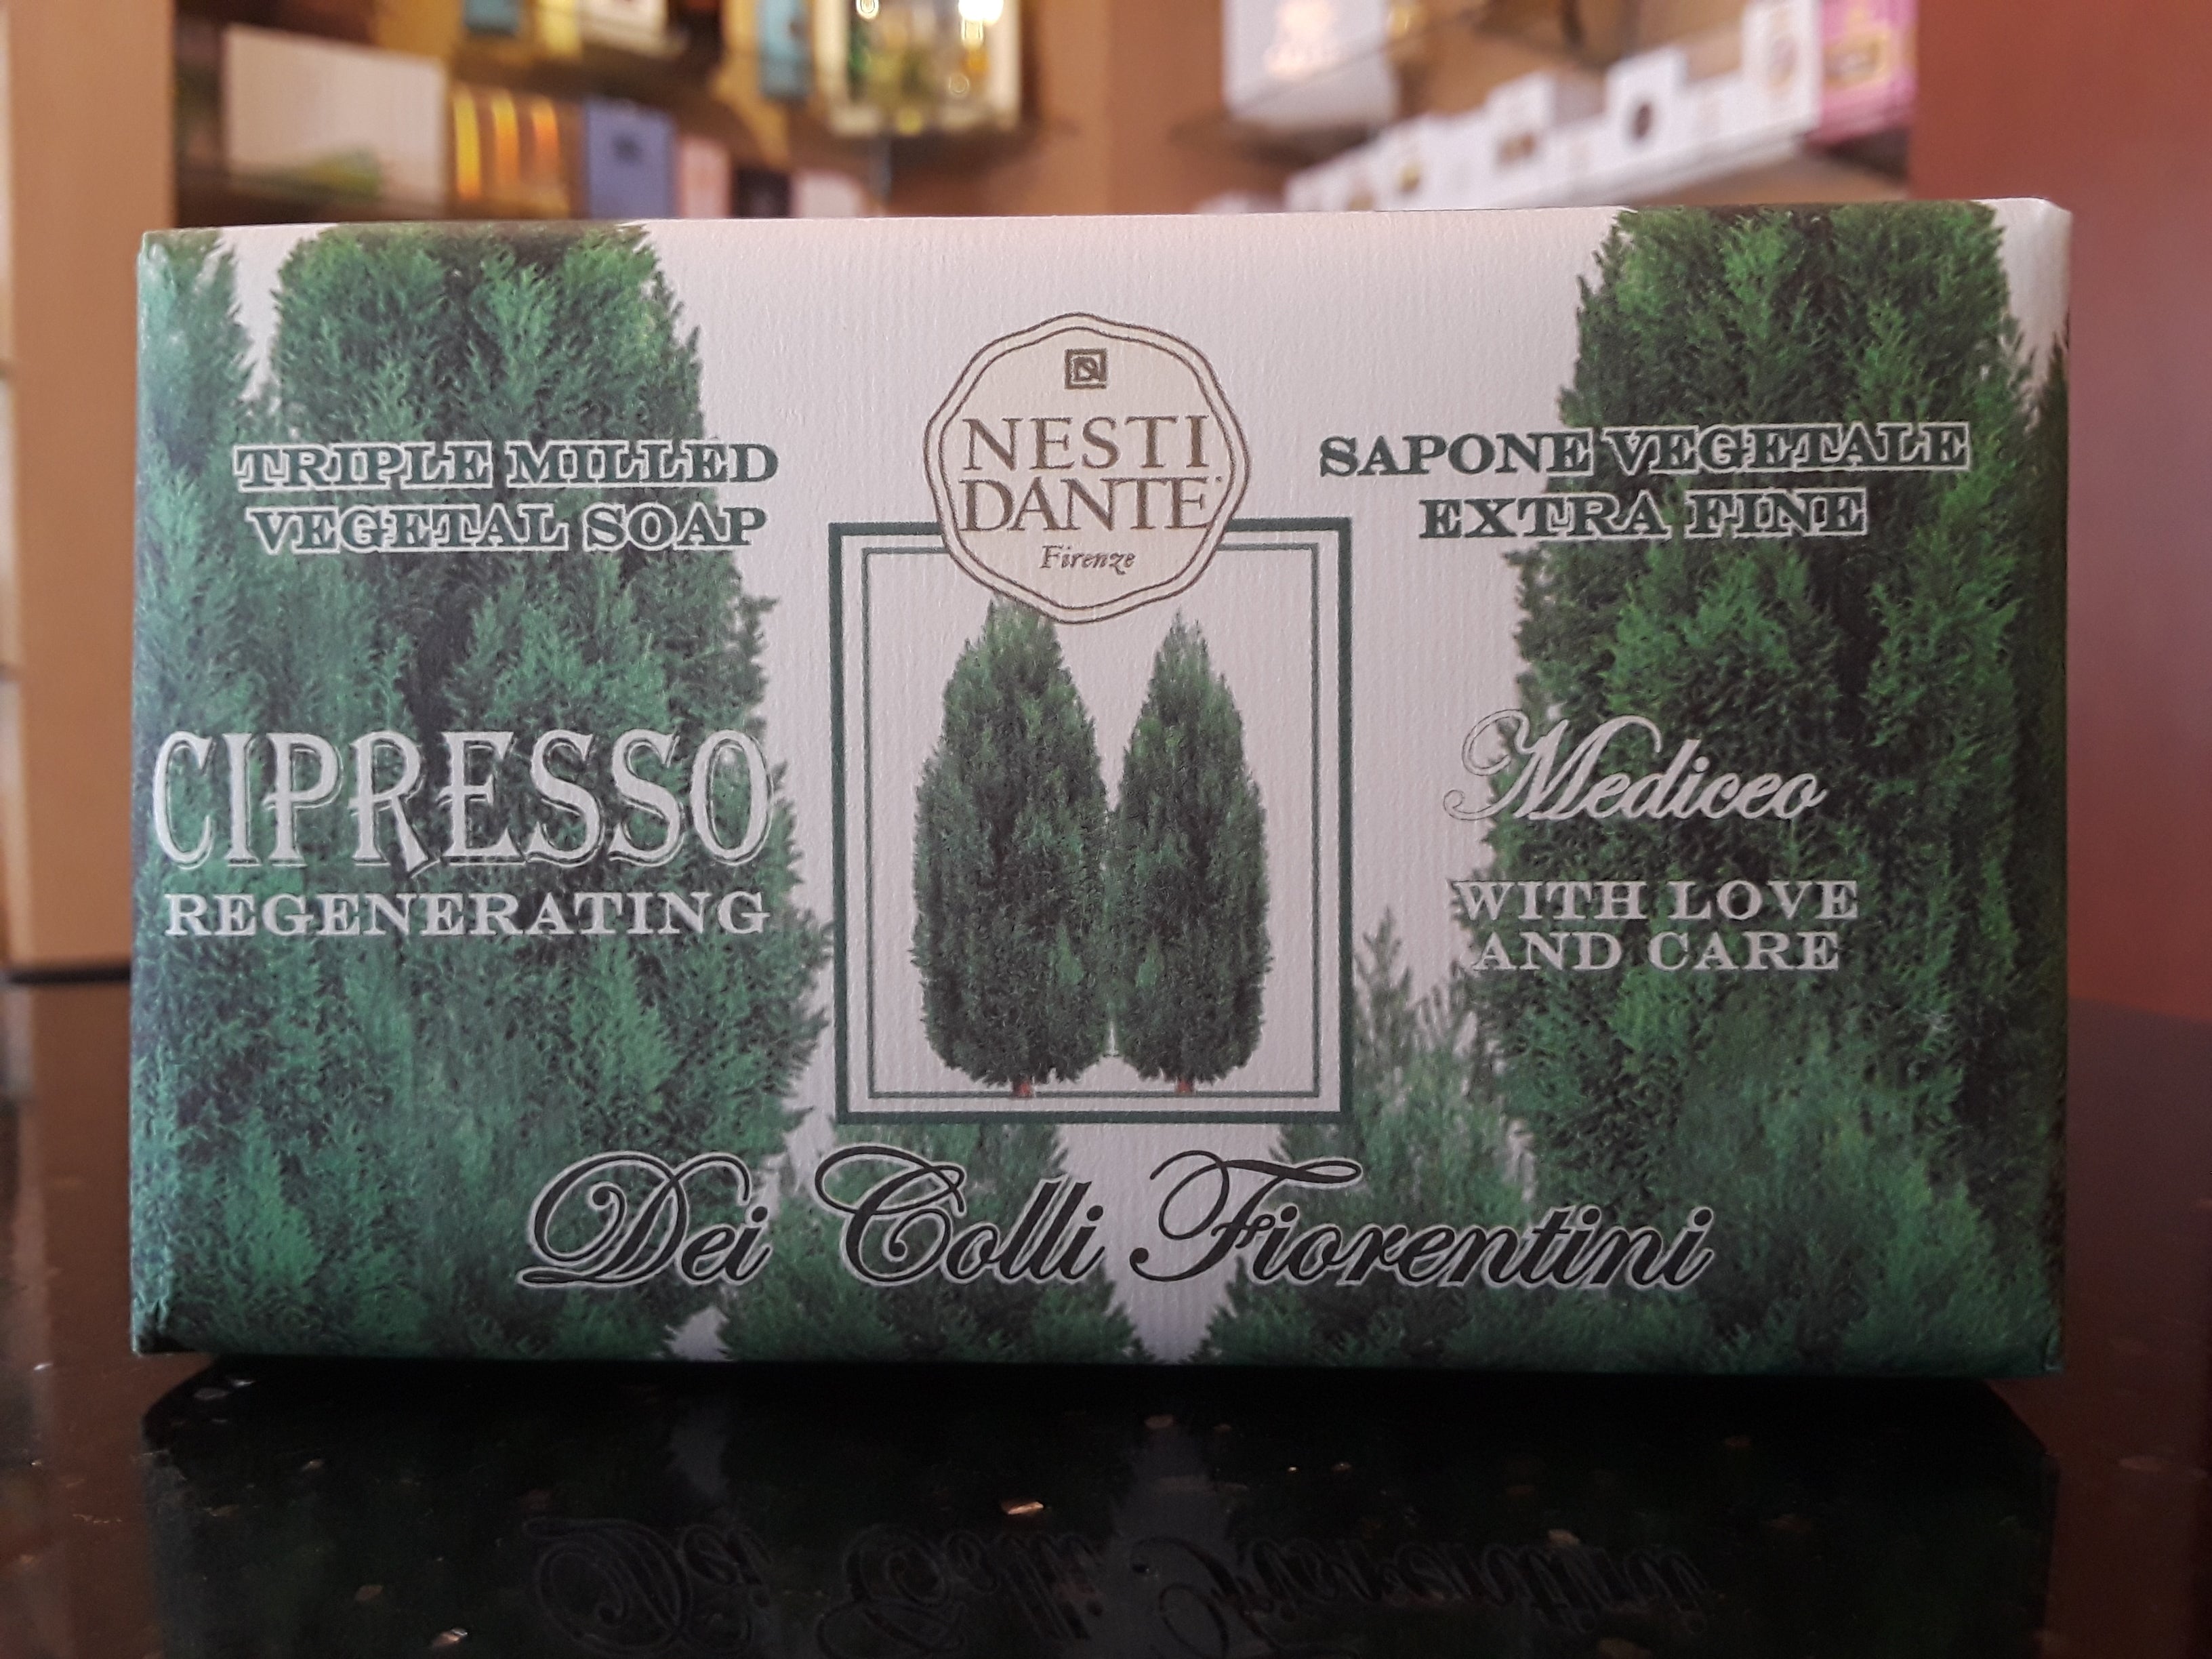 NESTI
DANTE
Firenze
TRIPLE MILLED
VEGETAL SOAP
SAPONE VEGETALE
EXTRA FINE
CIPRESSO
REGENERATING
Mediceo
WITH LOVE
AND CARE
Dei Colli Fiorentini